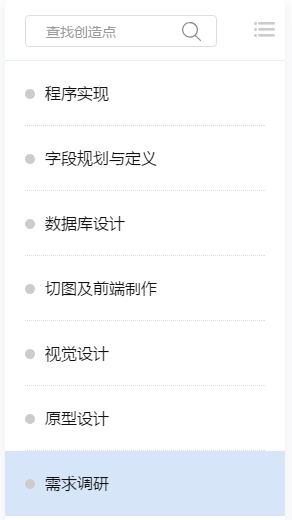 查找创造点
程序实现
字段规划与定义
数据库设计
切图及前端制作
视觉设计
原型设计
需求调研